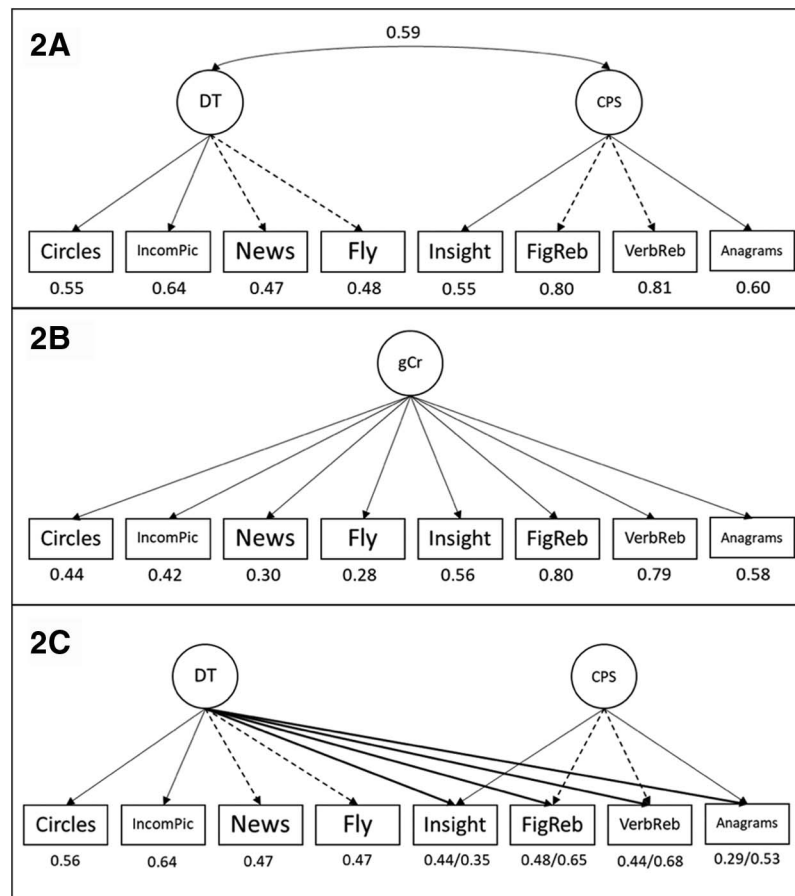 2A
0.59
DT CPS
Circles IncomPic News Fly Insight FigReb VerbReb Anagrams
0.55 0.64 0.47 0.48 0.55 0.80 0.81 0.60
2B
gCr
Circles IncomPic News Fly Insight FigReb VerbReb Anagrams
0.44 0.42 0.30 0.28 0.56 0.80 0.79 0.58
2C
DT CPS
Circles IncomPic News Fly Insight FigReb VerbReb Anagrams
0.56 0.64 0.47 0.47 0.44/0.35 0.48/0.65 0.44/0.68 0.29/0.53